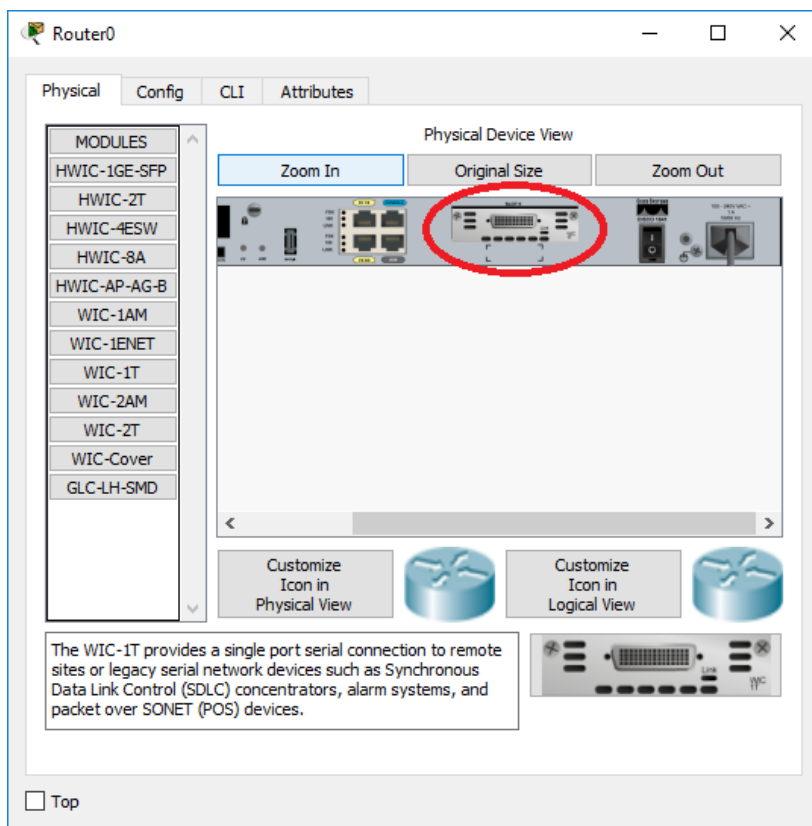 Router0
Physical Config CLI Attributes
MODULES
HWIC-1GE-SFP
HWIC-2T
HWIC-4ESW
HWIC-8A
HWIC-AP-AG-B
WIC-1AM
WIC-1ENET
WIC-1T
WIC-2AM
WIC-2T
WIC-Cover
GLC-LH-SMD
Physical Device View
Zoom In Original Size Zoom Out
Customize
Icon in
Physical View
Customize
Icon in
Logical View
The WIC-1T provides a single port serial connection to remote
sites or legacy serial network devices such as Synchronous
Data Link Control (SDLC) concentrators, alarm systems, and
packet over SONET (POS) devices.
Link
WIC
1T
Top